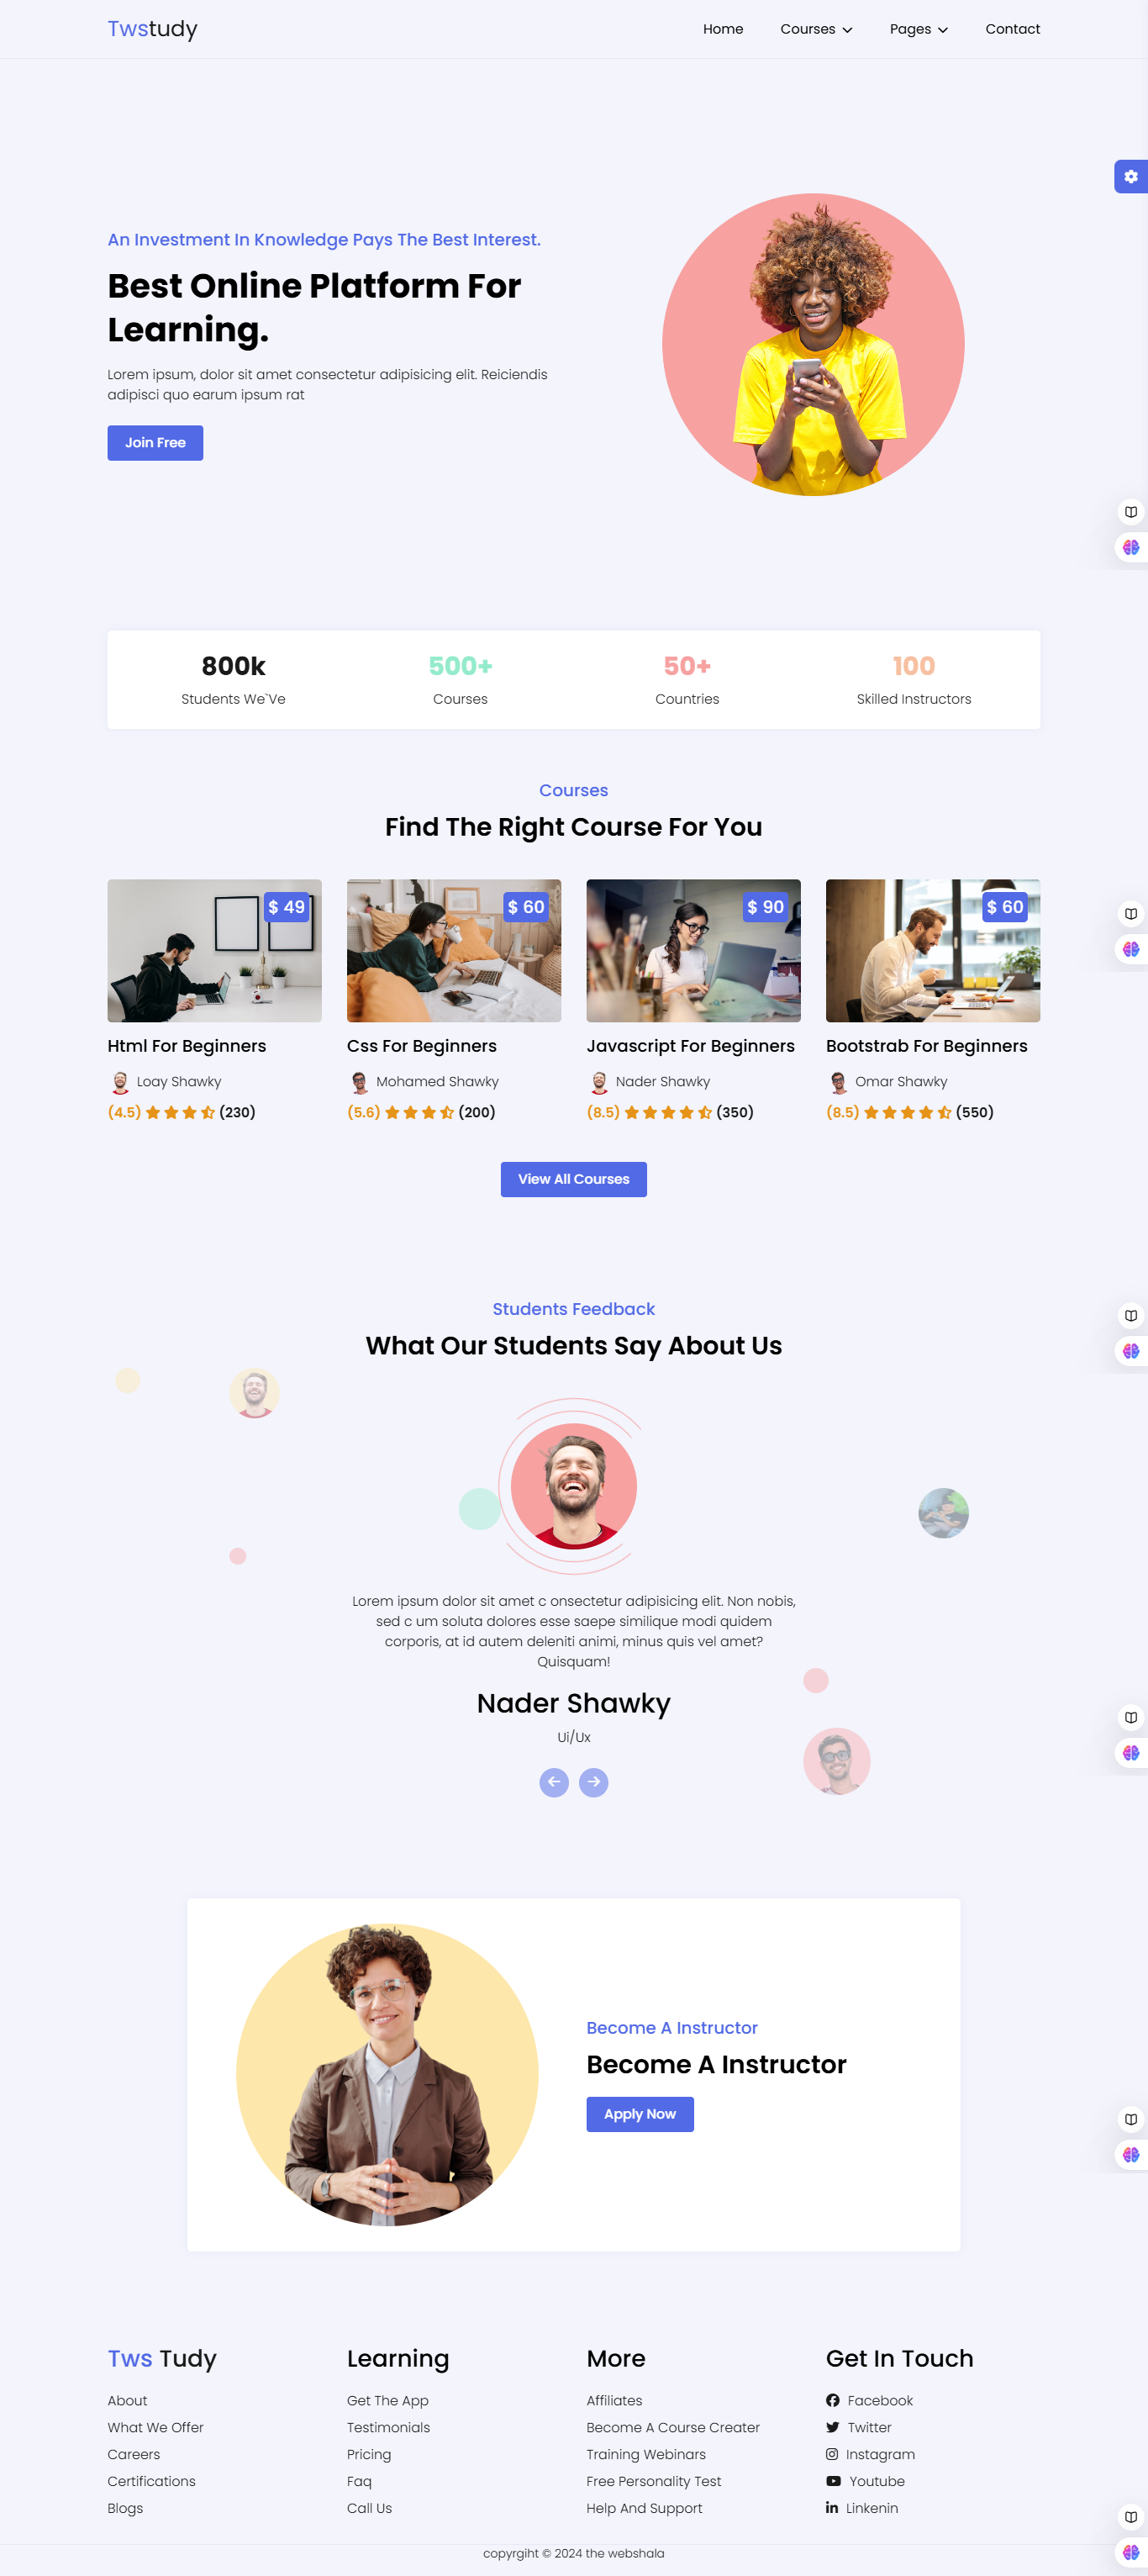 Twstudy
Home Courses Pages Contact
An Investment In Knowledge Pays The Best Interest.
Best Online Platform For
Learning.
Lorem ipsum, dolor sit amet consectetur adipisicing elit. Reiciendis
adipisci quo earum ipsum rat
Join Free
800k 500+ 50+ 100
Students We`Ve Courses Countries Skilled Instructors
Courses
Find The Right Course For You
$ 49 $ 60 $ 90 $ 60
Html For Beginners Css For Beginners Javascript For Beginners Bootstrab For Beginners
Loay Shawky Mohamed Shawky Nader Shawky Omar Shawky
(4.5) (230) (5.6) (200) (8.5) (350) (8.5) (550)
View All Courses
Students Feedback
What Our Students Say About Us
Lorem ipsum dolor sit amet c onsectetur adipisicing elit. Non nobis,
sed c um soluta dolores esse saepe similique modi quidem
corporis, at id autem deleniti animi, minus quis vel amet?
Quisquam!
Nader Shawky
Ui/Ux
Become A Instructor
Become A Instructor
Apply Now
Tws Tudy Learning More Get In Touch
About Get The App Affiliates Facebook
What We Offer Testimonials Become A Course Creater Twitter
Careers Pricing Training Webinars Instagram
Certifications Faq Free Personality Test Youtube
Blogs Call Us Help And Support Linkenin
copyrgiht © 2024 the webshala